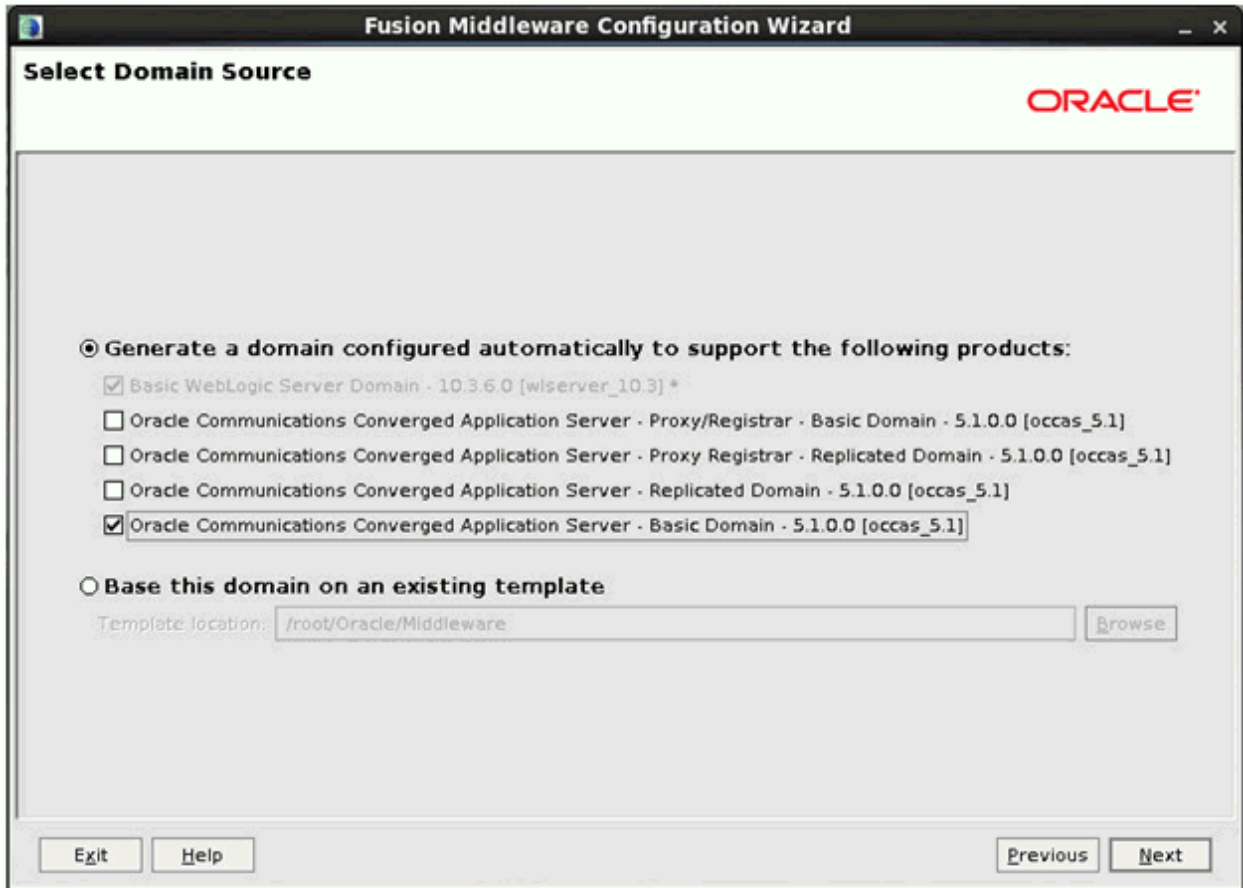 Fusion Middleware Configuration Wizard
Select Domain Source
ORACLE
Generate a domain configured automatically to support the following products:
Basic WebLogic Server Domain - 10.3.6.0 [wlserver_10.3] *
Oracle Communications Converged Application Server - Proxy/Registrar - Basic Domain - 5.1.0.0 [occas_5.1]
Oracle Communications Converged Application Server - Proxy Registrar - Replicated Domain - 5.1.0.0 [occas_5.1]
Oracle Communications Converged Application Server - Replicated Domain - 5.1.0.0 [occas_5.1]
Oracle Communications Converged Application Server - Basic Domain - 5.1.0.0 [occas_5.1]
Base this domain on an existing template
Template location: /root/Oracle/Middleware Browse
Exit Help Previous Next